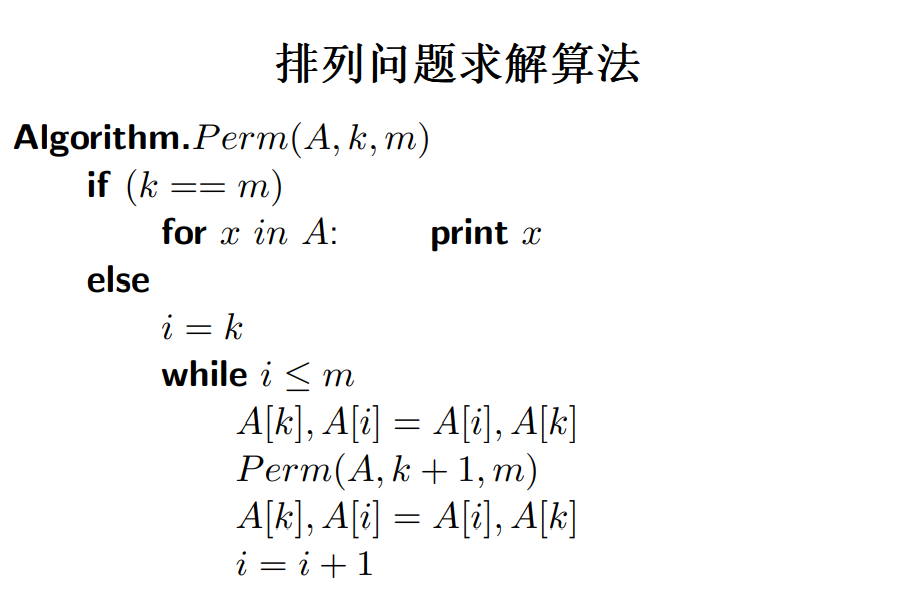 排列问题求解算法
Algorithm.Perm(A, k, m)
if (k == m)
for x in A: print x
else
i = k
while i ≤ m
A[k], A[i] = A[i], A[k]
Perm(A, k + 1, m)
A[k], A[i] = A[i], A[k]
i = i + 1